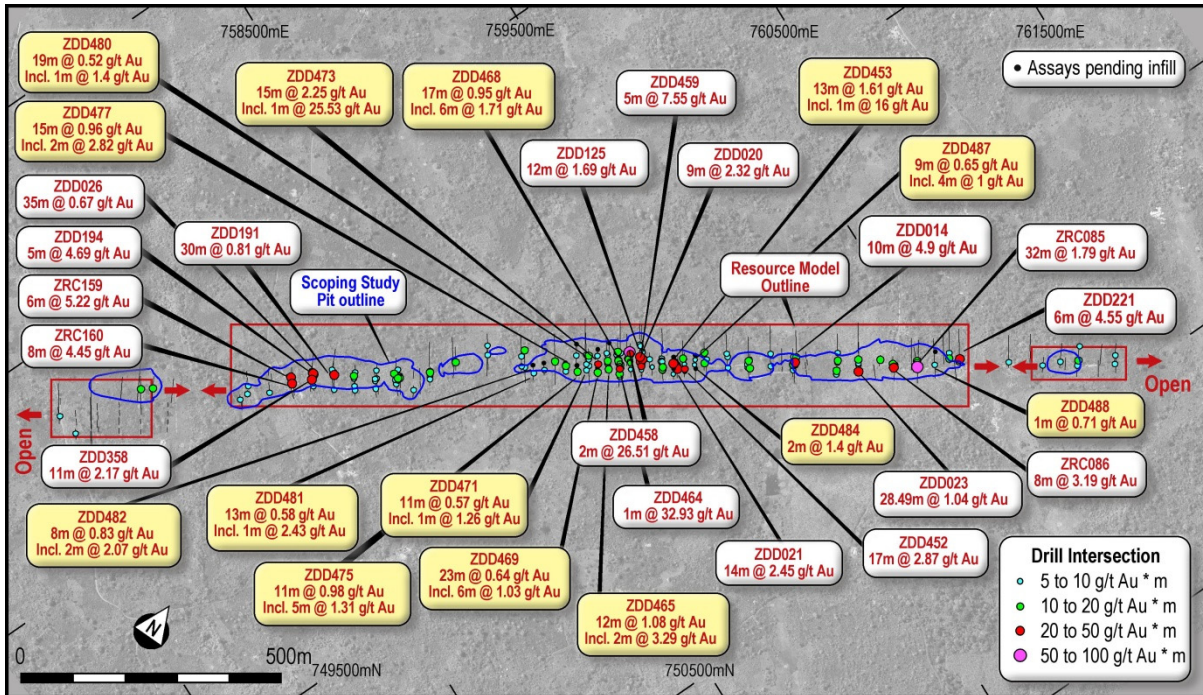 758500mE
759500mE
760500mE
761500mE
ZDD480
19m @ 0.52 g/t Au
Incl. 1m @ 1.4 g/t Au
ZDD473
15m @ 2.25 g/t Au
Incl. 1m @ 25.53 g/t Au
ZDD468
17m @ 0.95 g/t Au
Incl. 6m @ 1.71 g/t Au
ZDD459
5m @ 7.55 g/t Au
ZDD453
13m @ 1.61 g/t Au
Incl. 1m @ 16 g/t Au
Assays pending infill
ZDD477
15m @ 0.96 g/t Au
Incl. 2m @ 2.82 g/t Au
ZDD125
12m @ 1.69 g/t Au
ZDD020
9m @ 2.32 g/t Au
ZDD487
9m @ 0.65 g/t Au
Incl. 4m @ 1 g/t Au
ZDD026
35m @ 0.67 g/t Au
ZDD191
30m @ 0.81 g/t Au
ZDD014
10m @ 4.9 g/t Au
ZRC085
32m @ 1.79 g/t Au
ZDD194
5m @ 4.69 g/t Au
Scoping Study
Pit outline
Resource Model
Outline
ZRC159
6m @ 5.22 g/t Au
ZDD221
6m @ 4.55 g/t Au
ZRC160
8m @ 4.45 g/t Au
Open
Open
ZDD358
11m @ 2.17 g/t Au
ZDD458
2m @ 26.51 g/t Au
ZDD484
2m @ 1.4 g/t Au
ZDD488
1m @ 0.71 g/t Au
ZDD482
8m @ 0.83 g/t Au
Incl. 2m @ 2.07 g/t Au
ZDD481
13m @ 0.58 g/t Au
Incl. 1m @ 2.43 g/t Au
ZDD471
11m @ 0.57 g/t Au
Incl. 1m @ 1.26 g/t Au
ZDD464
1m @ 32.93 g/t Au
ZDD023
28.49m @ 1.04 g/t Au
ZRC086
8m @ 3.19 g/t Au
ZDD475
11m @ 0.98 g/t Au
Incl. 5m @ 1.31 g/t Au
ZDD469
23m @ 0.64 g/t Au
Incl. 6m @ 1.03 g/t Au
ZDD465
12m @ 1.08 g/t Au
Incl. 2m @ 3.29 g/t Au
ZDD021
14m @ 2.45 g/t Au
ZDD452
17m @ 2.87 g/t Au
Drill Intersection
5 to 10 g/t Au * m
10 to 20 g/t Au * m
20 to 50 g/t Au * m
50 to 100 g/t Au * m
N
0
500m
749500mN
750500mN